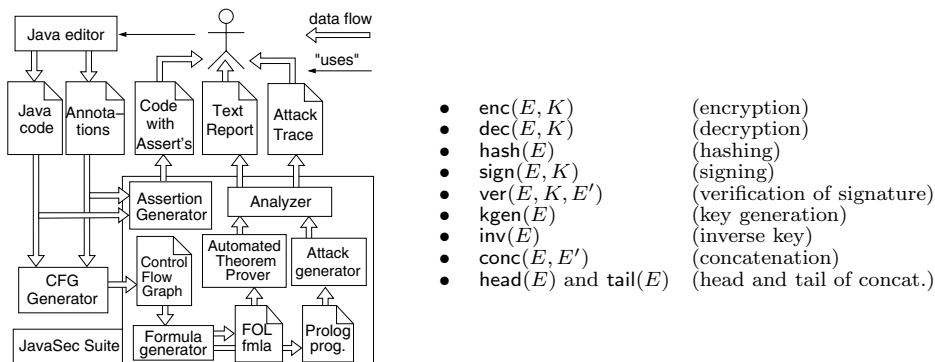 data flow
Java editor
"uses"
Java
code
Annota–
tions
Code
with
Assert's
Text
Report
Attack
Trace
Assertion
Generator
Analyzer
Automated
Theorem
Prover
Attack
generator
CFG
Generator
Control
Flow
Graph
JavaSec Suite
Formula
generator
FOL
fmla
Prolog
prog.
• enc(E, K) (encryption)
• dec(E, K) (decryption)
• hash(E) (hashing)
• sign(E, K) (signing)
• ver(E, K, E′) (verification of signature)
• kgen(E) (key generation)
• inv(E) (inverse key)
• conc(E, E′) (concatenation)
• head(E) and tail(E) (head and tail of concat.)